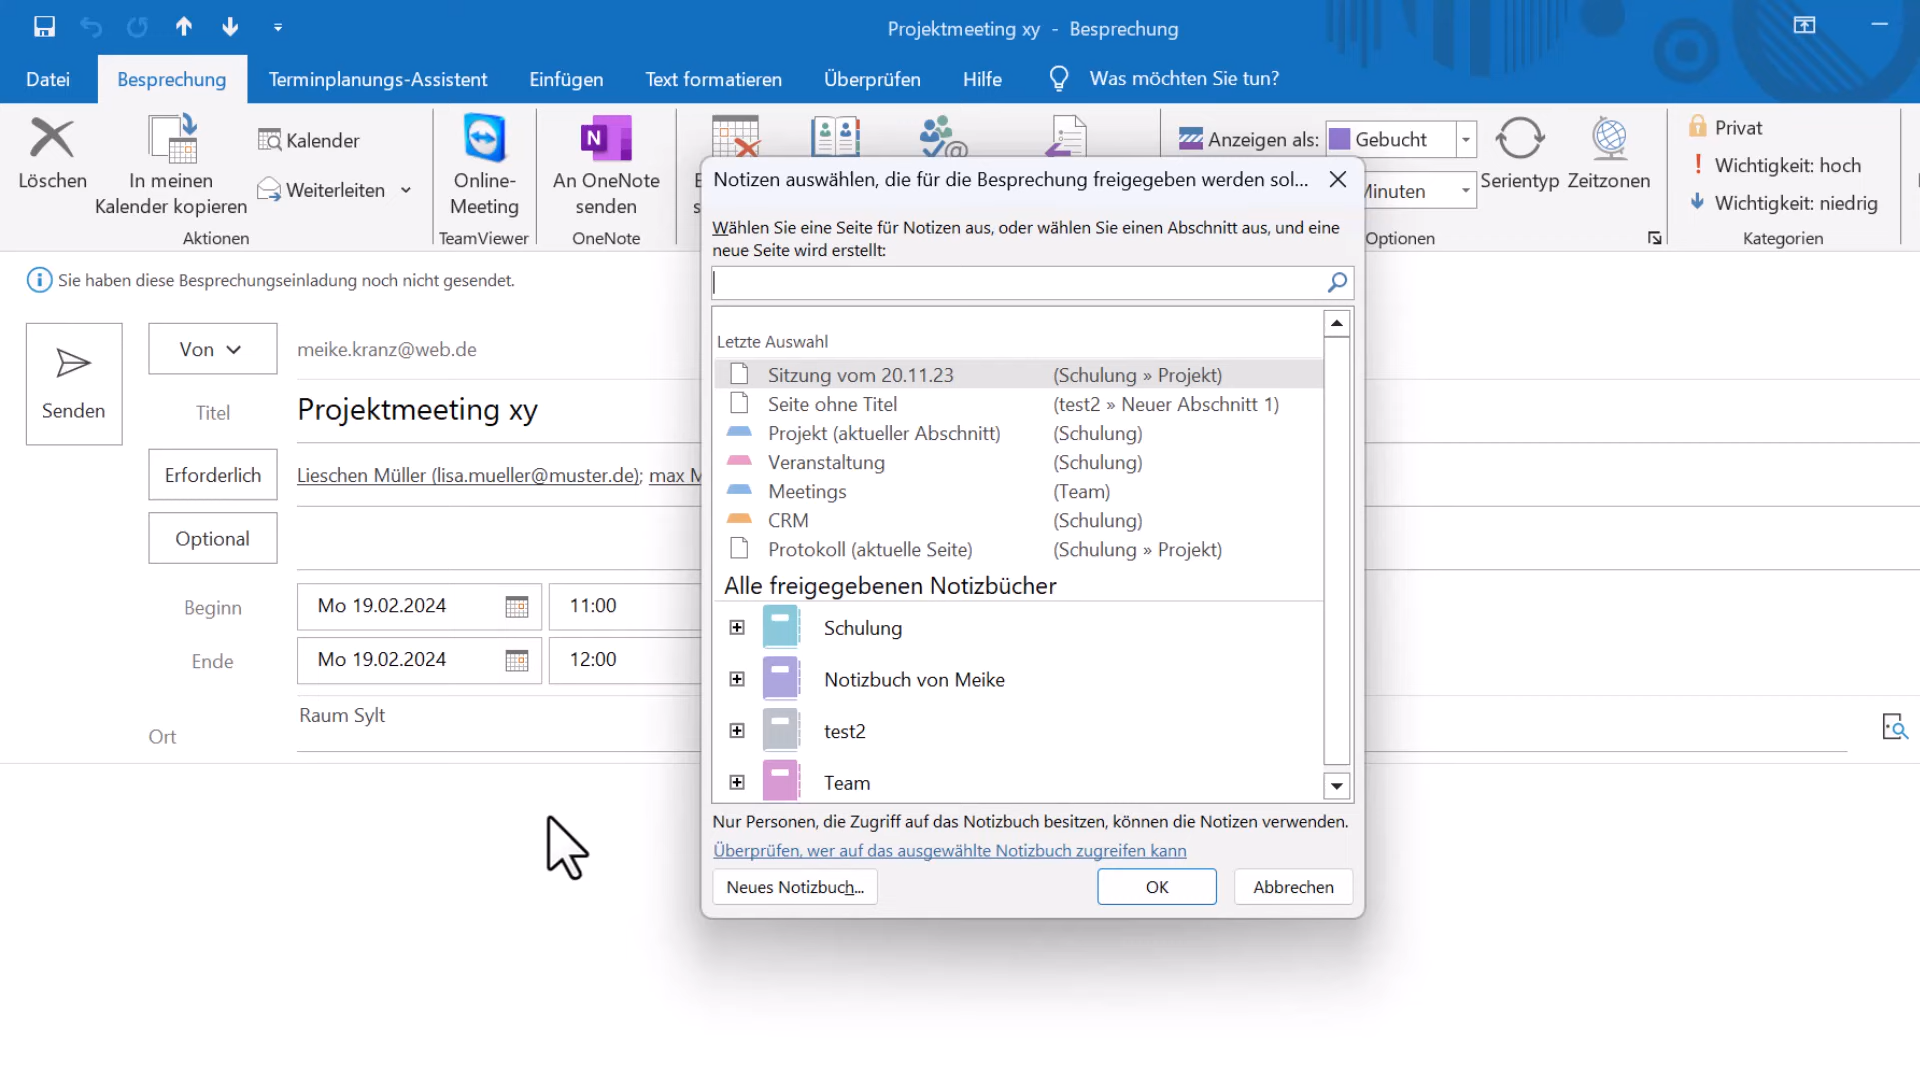 Projektmeeting xy - Besprechung
Datei Besprechung Terminplanungs-Assistent Einfügen Text formatieren Überprüfen Hilfe Was möchten Sie tun?
Löschen
In meinen
Kalender kopieren
Kalender
Weiterleiten
Aktionen
Online-
Meeting
TeamViewer
N
An OneNote
senden
OneNote
Anzeigen als: Gebucht
Minuten
Serientyp
Zeitzonen
Optionen
Privat
Wichtigkeit: hoch
Wichtigkeit: niedrig
Kategorien
Sie haben diese Besprechungseinladung noch nicht gesendet.
Senden
Von meike.kranz@web.de
Titel Projektmeeting xy
Erforderlich Lieschen Müller (lisa.mueller@muster.de); max M
Optional
Beginn Mo 19.02.2024 11:00
Ende Mo 19.02.2024 12:00
Ort Raum Sylt
Notizen auswählen, die für die Besprechung freigegeben werden sol...
Wählen Sie eine Seite für Notizen aus, oder wählen Sie einen Abschnitt aus, und eine
neue Seite wird erstellt:
Letzte Auswahl
Sitzung vom 20.11.23 (Schulung » Projekt)
Seite ohne Titel (test2 » Neuer Abschnitt 1)
Projekt (aktueller Abschnitt) (Schulung)
Veranstaltung (Schulung)
Meetings (Team)
CRM (Schulung)
Protokoll (aktuelle Seite) (Schulung » Projekt)
Alle freigegebenen Notizbücher
Schulung
Notizbuch von Meike
test2
Team
Nur Personen, die Zugriff auf das Notizbuch besitzen, können die Notizen verwenden.
Überprüfen, wer auf das ausgewählte Notizbuch zugreifen kann
Neues Notizbuch... OK Abbrechen